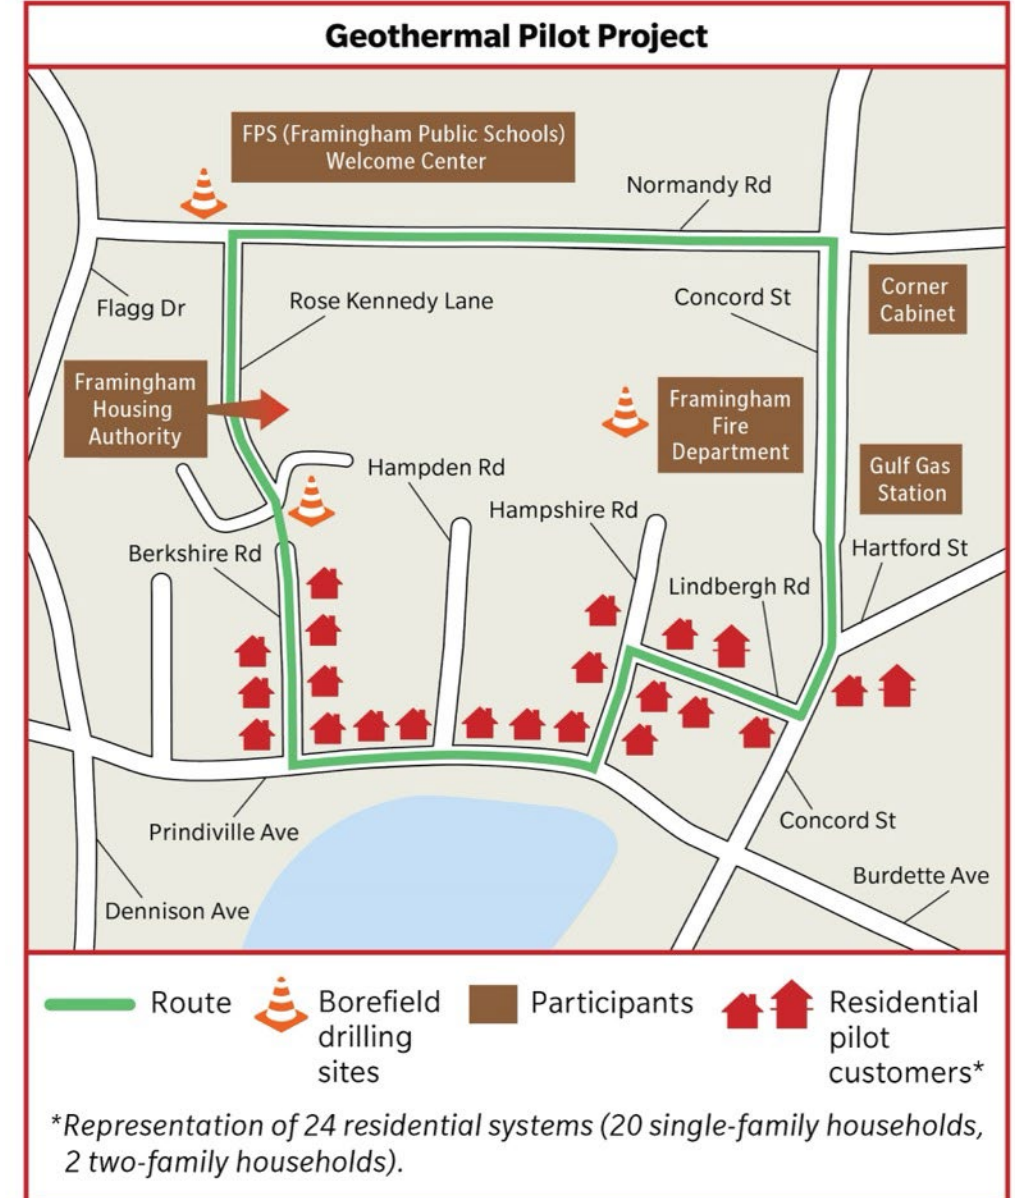 Geothermal Pilot Project
FPS (Framingham Public Schools)
Welcome Center
Normandy Rd
Flagg Dr
Rose Kennedy Lane
Concord St
Corner
Cabinet
Framingham
Housing
Authority
Framingham
Fire
Department
Hampden Rd
Gulf Gas
Station
Hampshire Rd
Berkshire Rd
Hartford St
Lindbergh Rd
Prindiville Ave
Concord St
Burdette Ave
Dennison Ave
Route
Borefield
drilling
sites
Participants
Residential
pilot
customers*
*Representation of 24 residential systems (20 single-family households,
2 two-family households).